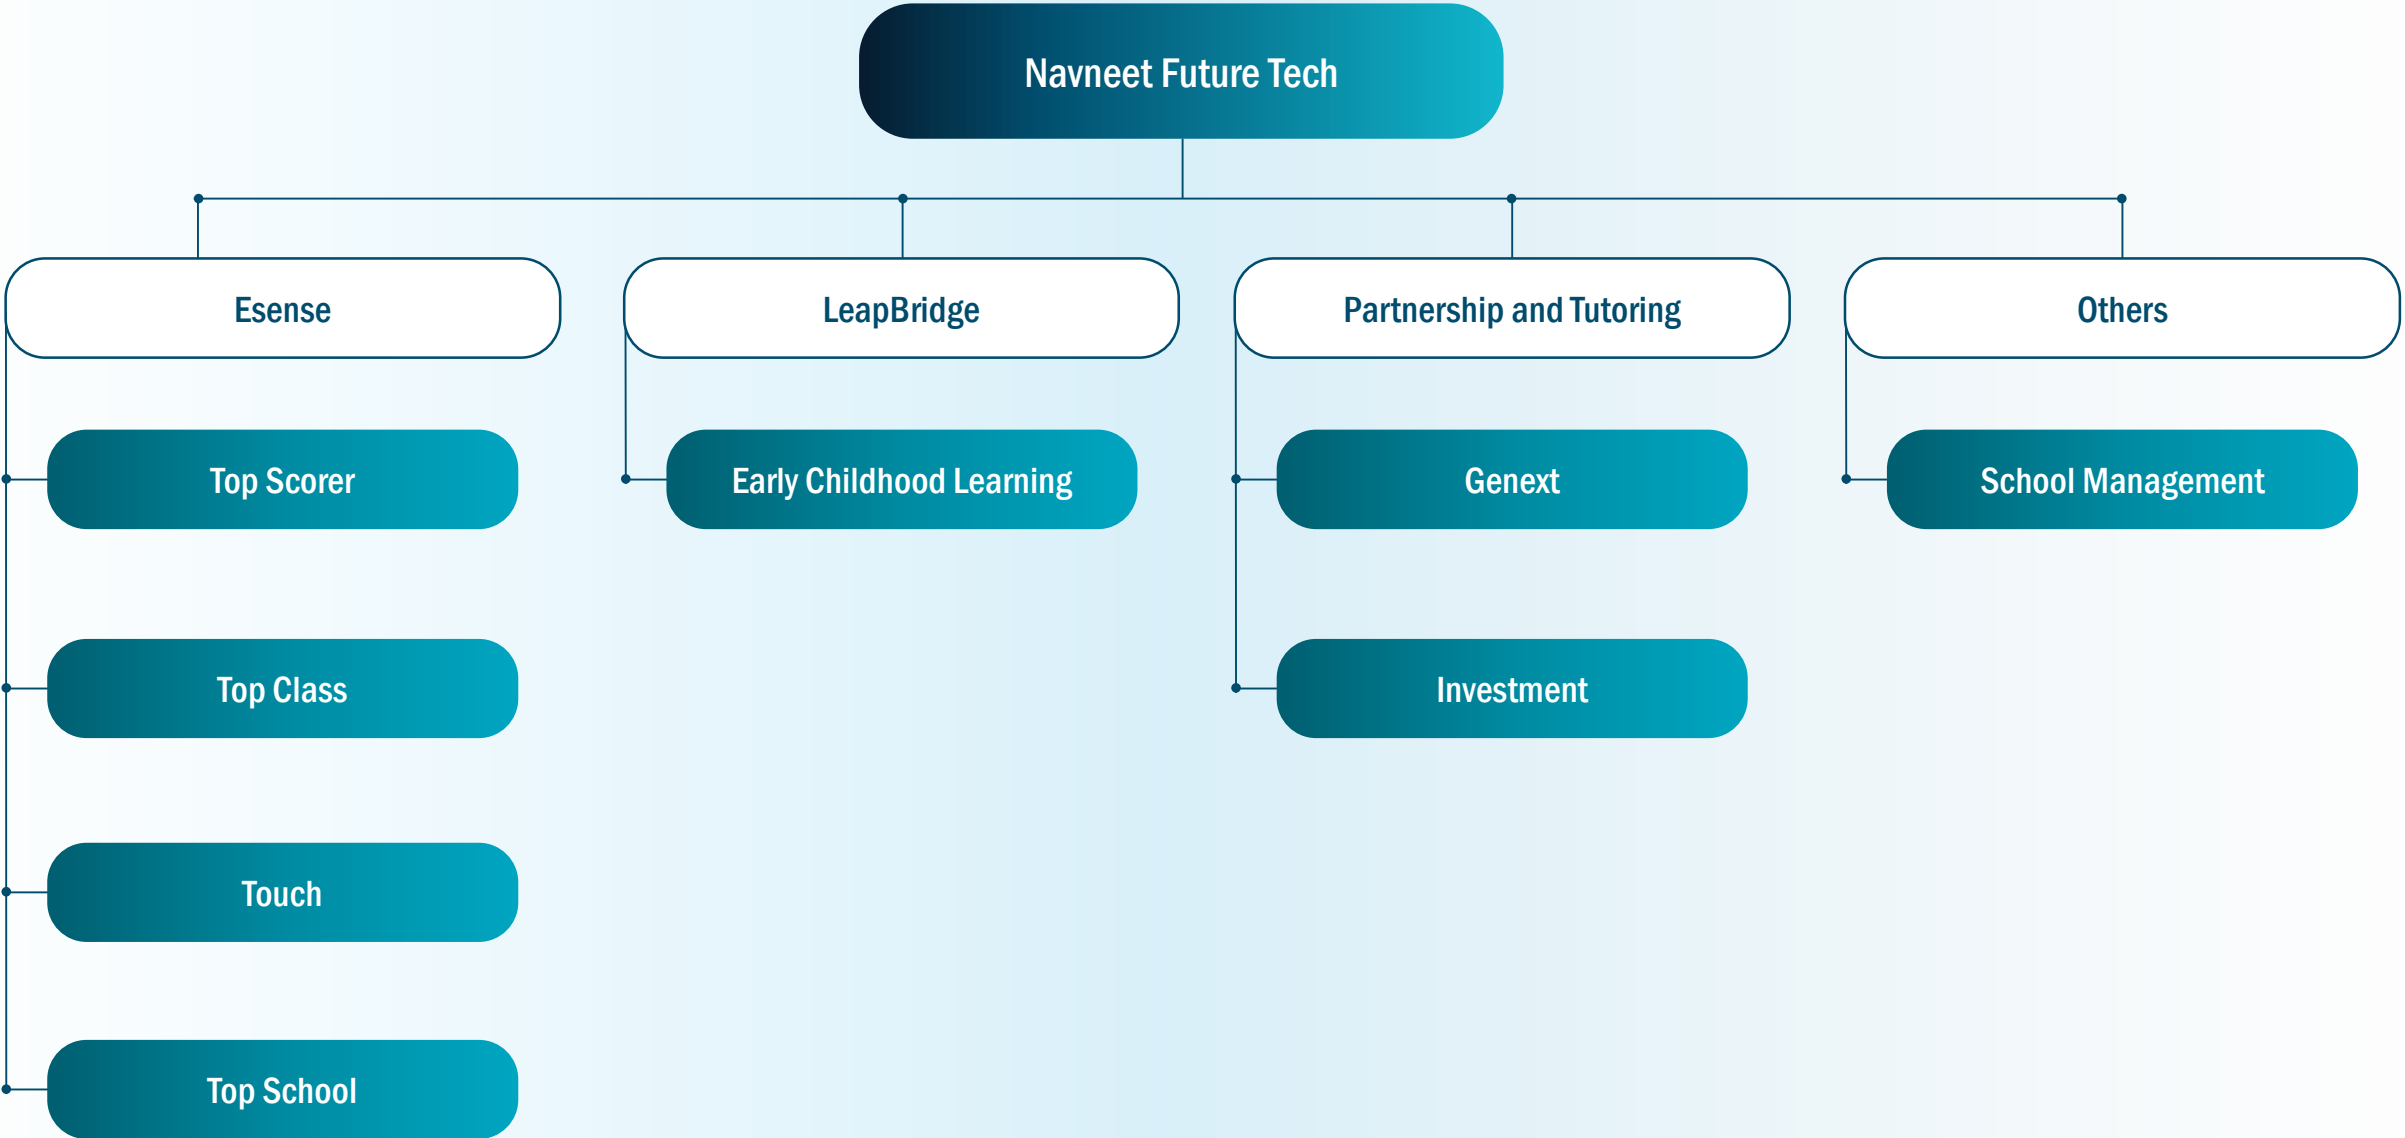 Navneet Future Tech
Esense
LeapBridge
Partnership and Tutoring
Others
Top Scorer
Early Childhood Learning
Genext
School Management
Top Class
Investment
Touch
Top School